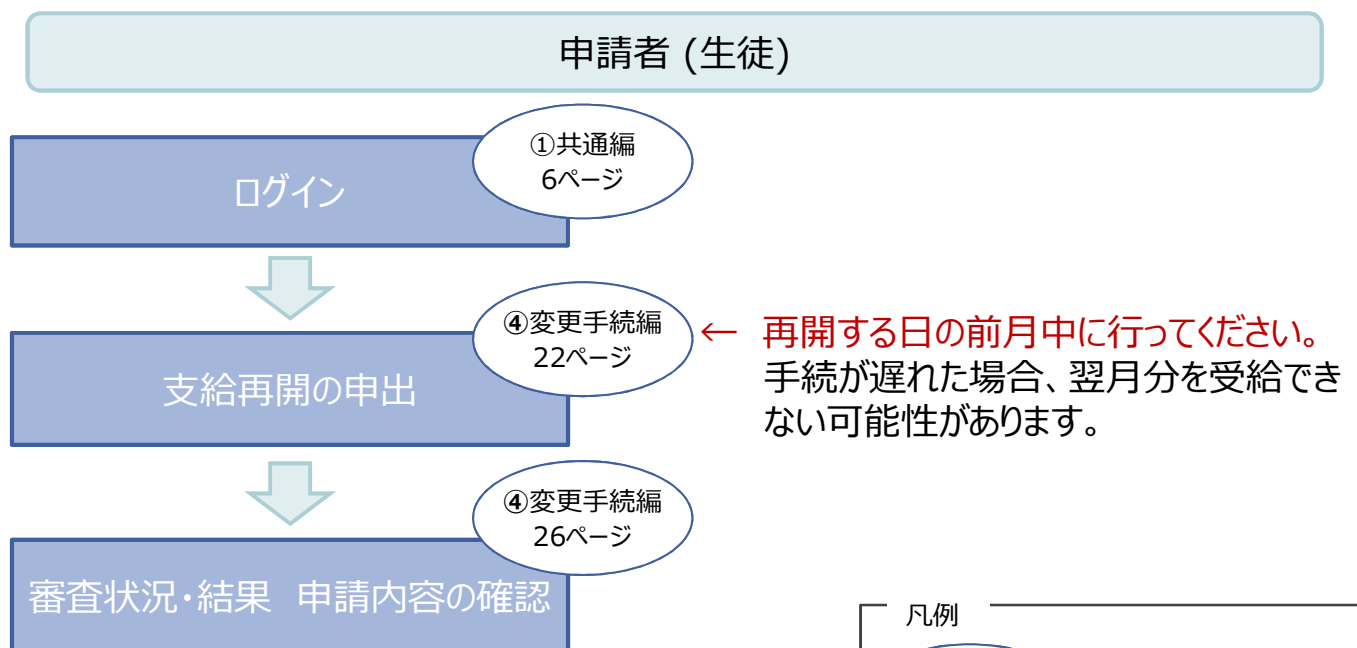 申請者 (生徒)
①共通編
6ページ
ログイン
④変更手続編
22ページ
← 再開する日の前月中に行ってください。
手続が遅れた場合、翌月分を受給でき
ない可能性があります。
支給再開の申出
④変更手続編
26ページ
審査状況・結果 申請内容の確認
凡例